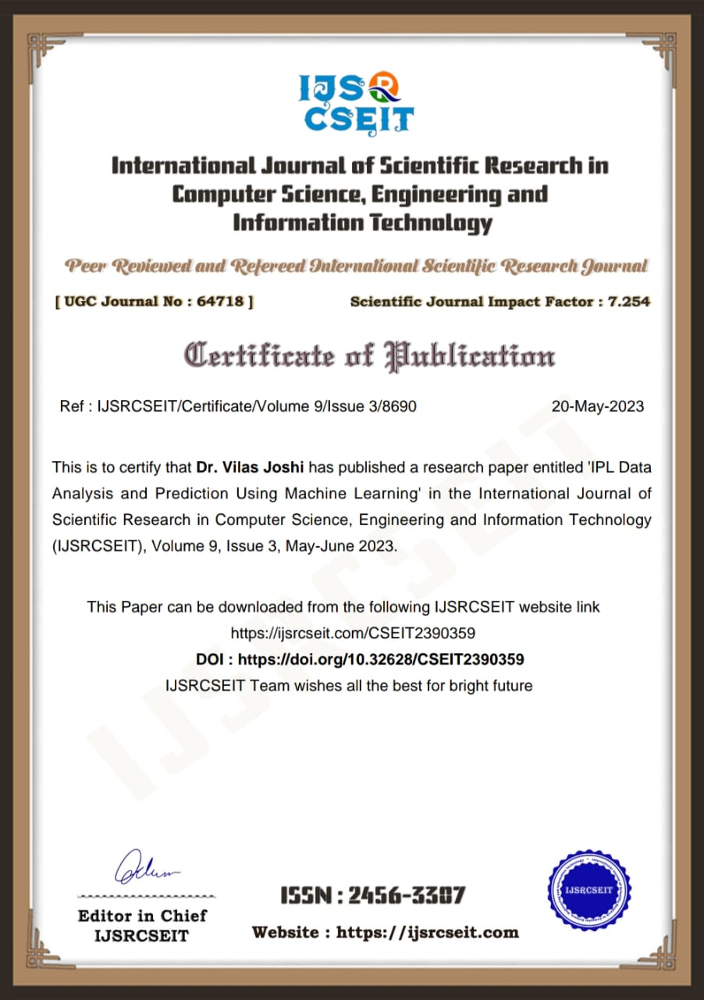 IJSR
CSEIT
International Journal of Scientific Research in
Computer Science, Engineering and
Information Technology
Peer Reviewed and Refereed International Scientific Research Journal
[ UGC Journal No : 64718 ]
Scientific Journal Impact Factor : 7.254
Certificate of Publication
Ref : IJSRCSEIT/Certificate/Volume 9/Issue 3/8690
20-May-2023
This is to certify that Dr. Vilas Joshi has published a research paper entitled 'IPL Data
Analysis and Prediction Using Machine Learning' in the International Journal of
Scientific Research in Computer Science, Engineering and Information Technology
(IJSRCSEIT), Volume 9, Issue 3, May-June 2023.
This Paper can be downloaded from the following IJSRCSEIT website link
https://ijsrcseit.com/CSEIT2390359
DOI : https://doi.org/10.32628/CSEIT2390359
IJSRCSEIT Team wishes all the best for bright future
IJSRCSEIT
Editor in Chief
IJSRCSEIT
ISSN : 2456-3307
Website : https://ijsrcseit.com
IJSRCSEIT